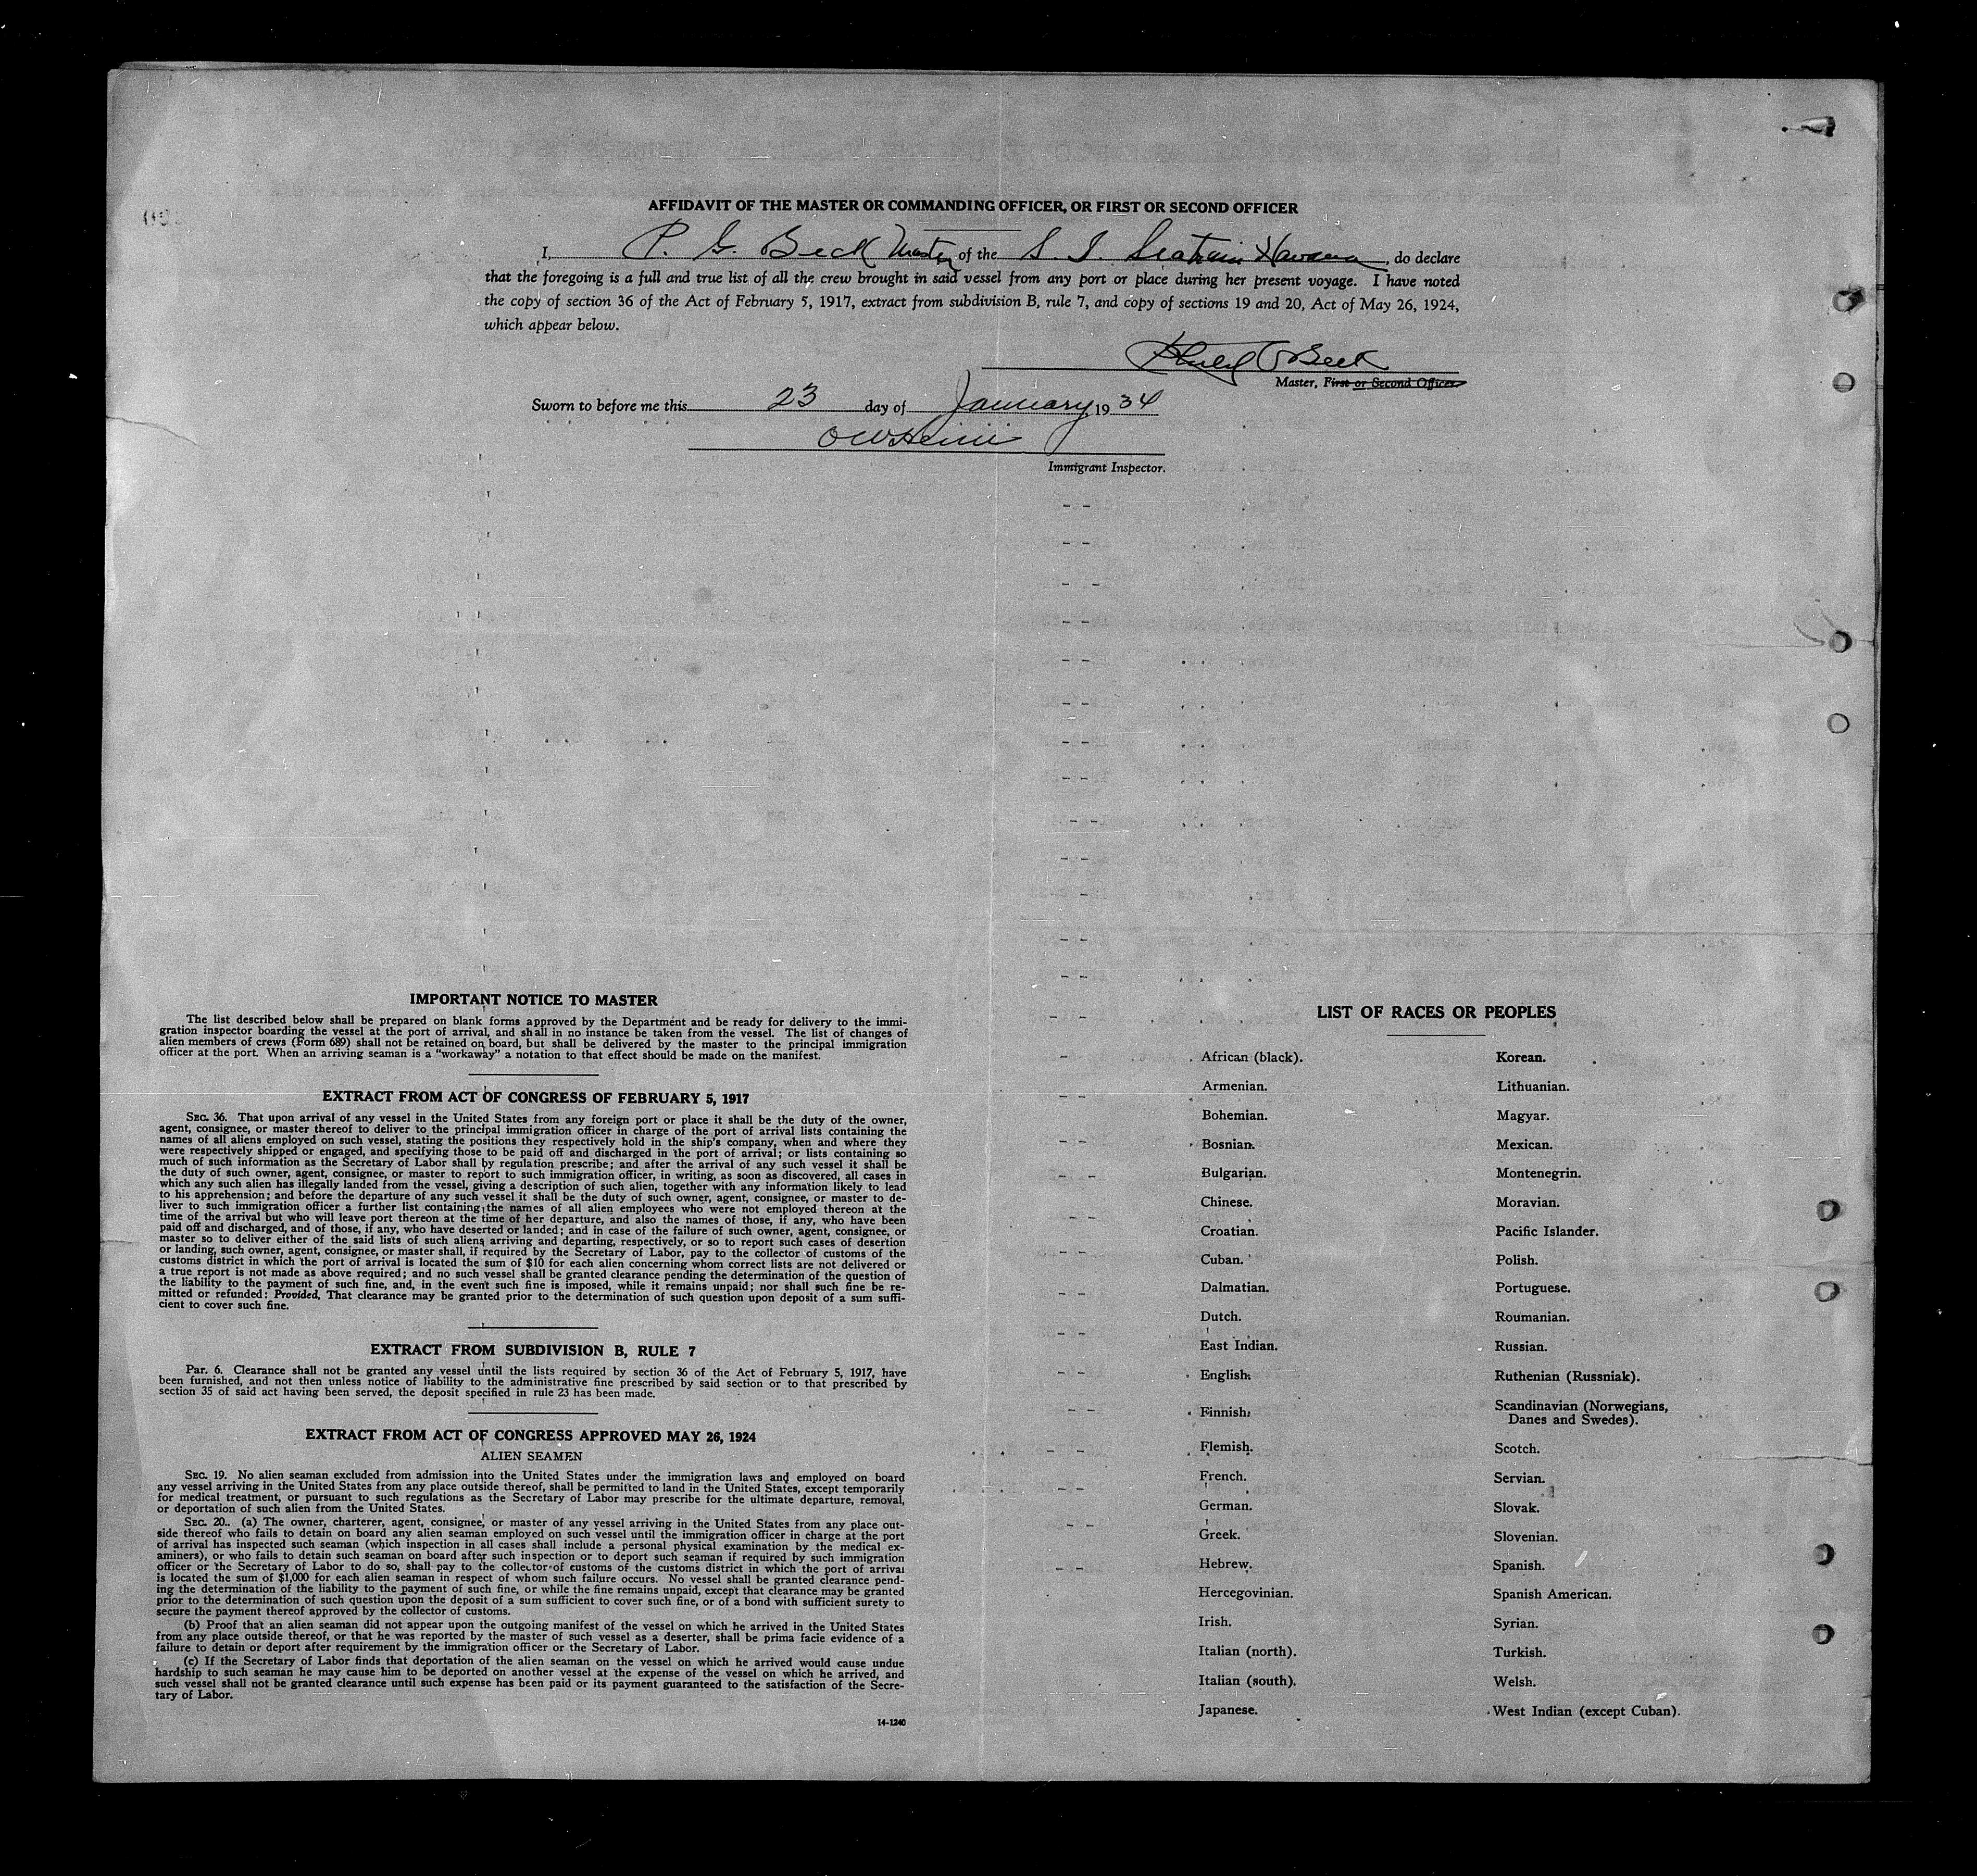 AFFIDAVIT OF THE MASTER OR COMMANDING OFFICER, OR FIRST OR SECOND OFFICER
I, P. G. Beck Master of the S. S. Seatrain Havana, do declare
that the foregoing is a full and true list of all the crew brought in said vessel from any port or place during her present voyage. I have noted
the copy of section 36 of the Act of February 5, 1917, extract from subdivision B, rule 7, and copy of sections 19 and 20, Act of May 26, 1924,
which appear below.
Beck
Master, First or Second Officer
Sworn to before me this 23 day of January 1934
Immigrant Inspector.
IMPORTANT NOTICE TO MASTER
The list described below shall be prepared on blank forms approved by the Department and be ready for delivery to the immi-
gration inspector boarding the vessel at the port of arrival, and shall in no instance be taken from the vessel. The list of changes of
alien members of crews (Form 689) shall not be retained on board, but shall be delivered by the master to the principal immigration
officer at the port. When an arriving seaman is a "workaway" a notation to that effect should be made on the manifest.
EXTRACT FROM ACT OF CONGRESS OF FEBRUARY 5, 1917
SEC. 36. That upon arrival of any vessel in the United States from any foreign port or place it shall be the duty of the owner,
agent, consignee, or master thereof to deliver to the principal immigration officer in charge of the port of arrival lists containing the
names of all aliens employed on such vessel, stating the positions they respectively hold in the ship's company, when and where they
were respectively shipped or engaged, and specifying those to be paid off and discharged in the port of arrival; or lists containing so
much of such information as the Secretary of Labor shall by regulation prescribe; and after the arrival of any such vessel it shall be
the duty of such owner, agent, consignee, or master to report to such immigration officer, in writing, as soon as discovered, all cases in
which any such alien has illegally landed from the vessel, giving a description of such alien, together with any information likely to lead
to his apprehension; and before the departure of any such vessel it shall be the duty of such owner, agent, consignee, or master to de-
liver to such immigration officer a further list containing the names of all alien employees who were not employed thereon at the
time of the arrival but who will leave port thereon at the time of her departure, and also the names of those, if any, who have been
paid off and discharged, and of those, if any, who have deserted or landed; and in case of the failure of such owner, agent, consignee, or
master so to deliver either of the said lists of such aliens arriving and departing, respectively, or so to report such cases of desertion
or landing, such owner, agent, consignee, or master shall, if required by the Secretary of Labor, pay to the collector of customs of the
customs district in which the port of arrival is located the sum of $10 for each alien concerning whom correct lists are not delivered or
a true report is not made as above required; and no such vessel shall be granted clearance pending the determination of the question of
the liability to the payment of such fine, and, in the event such fine is imposed, while it remains unpaid; nor shall such fine be re-
mitted or refunded: Provided, That clearance may be granted prior to the determination of such question upon deposit of a sum suffi-
cient to cover such fine.
EXTRACT FROM SUBDIVISION B, RULE 7
Par. 6. Clearance shall not be granted any vessel until the lists required by section 36 of the Act of February 5, 1917, have
been furnished, and not then unless notice of liability to the administrative fine prescribed by said section or to that prescribed by
section 35 of said act having been served, the deposit specified in rule 23 has been made.
EXTRACT FROM ACT OF CONGRESS APPROVED MAY 26, 1924
ALIEN SEAMEN
SEC. 19. No alien seaman excluded from admission into the United States under the immigration laws and employed on board
any vessel arriving in the United States from any place outside thereof, shall be permitted to land in the United States, except temporarily
for medical treatment, or pursuant to such regulations as the Secretary of Labor may prescribe for the ultimate departure, removal,
or deportation of such alien from the United States.
SEC. 20. (a) The owner, charterer, agent, consignee, or master of any vessel arriving in the United States from any place out-
side thereof who fails to detain on board any alien seaman employed on such vessel until the immigration officer in charge at the port
of arrival has inspected such seaman (which inspection in all cases shall include a personal physical examination by the medical ex-
aminers), or who fails to detain such seaman on board after such inspection or to deport such seaman if required by such immigration
officer or the Secretary of Labor to do so, shall pay to the collector of customs of the customs district in which the port of arrival
is located the sum of $1,000 for each alien seaman in respect of whom such failure occurs. No vessel shall be granted clearance pend-
ing the determination of the liability to the payment of such fine, or while the fine remains unpaid, except that clearance may be granted
prior to the determination of such question upon the deposit of a sum sufficient to cover such fine, or of a bond with sufficient surety to
secure the payment thereof approved by the collector of customs.
(b) Proof that an alien seaman did not appear upon the outgoing manifest of the vessel on which he arrived in the United States
from any place outside thereof, or that he was reported by the master of such vessel as a deserter, shall be prima facie evidence of a
failure to detain or deport after requirement by the immigration officer or the Secretary of Labor.
(c) If the Secretary of Labor finds that deportation of the alien seaman on the vessel on which he arrived would cause undue
hardship to such seaman he may cause him to be deported on another vessel at the expense of the vessel on which he arrived, and
such vessel shall not be granted clearance until such expense has been paid or its payment guaranteed to the satisfaction of the Secre-
tary of Labor.
14-1240
LIST OF RACES OR PEOPLES
African (black).
Armenian.
Bohemian.
Bosnian.
Bulgarian.
Chinese.
Croatian.
Cuban.
Dalmatian.
Dutch.
East Indian.
English.
Finnish.
Flemish.
French.
German.
Greek.
Hebrew.
Hercegovinian.
Irish.
Italian (north).
Italian (south).
Japanese.
Korean.
Lithuanian.
Magyar.
Mexican.
Montenegrin.
Moravian.
Pacific Islander.
Polish.
Portuguese.
Roumanian.
Russian.
Ruthenian (Russniak).
Scandinavian (Norwegians,
Danes and Swedes).
Scotch.
Servian.
Slovak.
Slovenian.
Spanish.
Spanish American.
Syrian.
Turkish.
Welsh.
West Indian (except Cuban).